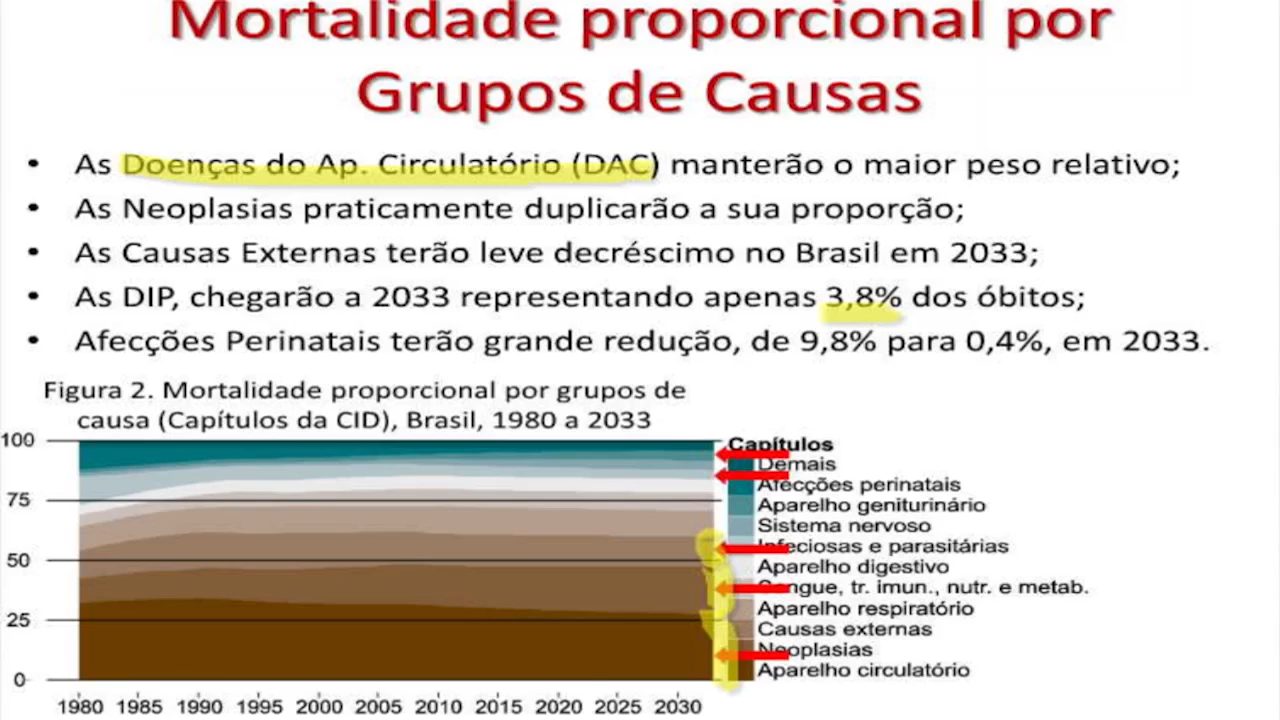 Mortalidade proporcional por
Grupos de Causas
• As Doenças do Ap. Circulatório (DAC) manterão o maior peso relativo;
• As Neoplasias praticamente duplicarão a sua proporção;
• As Causas Externas terão leve decréscimo no Brasil em 2033;
• As DIP, chegarão a 2033 representando apenas 3,8% dos óbitos;
• Afecções Perinatais terão grande redução, de 9,8% para 0,4%, em 2033.
Figura 2. Mortalidade proporcional por grupos de
causa (Capítulos da CID), Brasil, 1980 a 2033
100
75
50
25
0
Capítulos
Demais
Afecções perinatais
Aparelho geniturinário
Sistema nervoso
Infeciosas e parasitárias
Aparelho digestivo
Sangue, tr. imun., nutr. e metab.
Aparelho respiratório
Causas externas
Neoplasias
Aparelho circulatório
1980 1985 1990 1995 2000 2005 2010 2015 2020 2025 2030